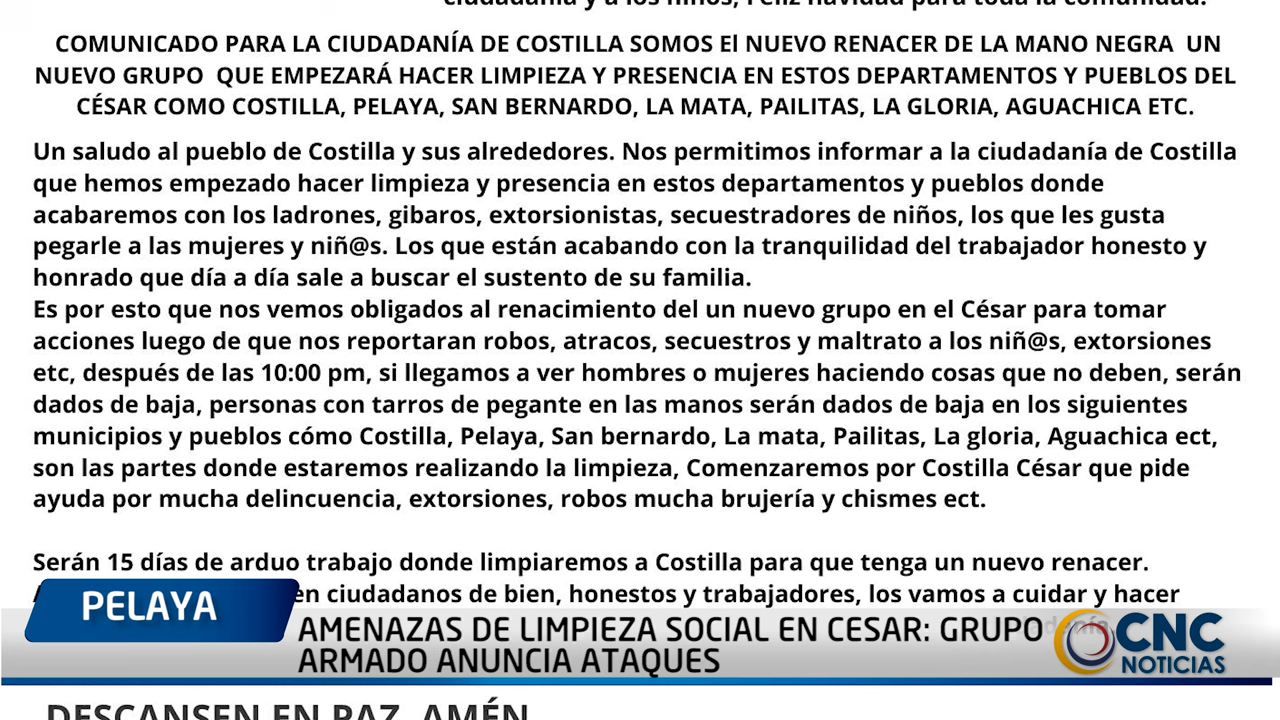 ciudadanía y a los niños, Feliz navidad para toda la comunidad.
COMUNICADO PARA LA CIUDADANÍA DE COSTILLA SOMOS El NUEVO RENACER DE LA MANO NEGRA UN
NUEVO GRUPO QUE EMPEZARÁ HACER LIMPIEZA Y PRESENCIA EN ESTOS DEPARTAMENTOS Y PUEBLOS DEL
CÉSAR COMO COSTILLA, PELAYA, SAN BERNARDO, LA MATA, PAILITAS, LA GLORIA, AGUACHICA ETC.
Un saludo al pueblo de Costilla y sus alrededores. Nos permitimos informar a la ciudadanía de Costilla
que hemos empezado hacer limpieza y presencia en estos departamentos y pueblos donde
acabaremos con los ladrones, gibaros, extorsionistas, secuestradores de niños, los que les gusta
pegarle a las mujeres y niñ@s. Los que están acabando con la tranquilidad del trabajador honesto y
honrado que día a día sale a buscar el sustento de su familia.
Es por esto que nos vemos obligados al renacimiento del un nuevo grupo en el César para tomar
acciones luego de que nos reportaran robos, atracos, secuestros y maltrato a los niñ@s, extorsiones
etc, después de las 10:00 pm, si llegamos a ver hombres o mujeres haciendo cosas que no deben, serán
dados de baja, personas con tarros de pegante en las manos serán dados de baja en los siguientes
municipios y pueblos cómo Costilla, Pelaya, San bernardo, La mata, Pailitas, La gloria, Aguachica ect,
son las partes donde estaremos realizando la limpieza, Comenzaremos por Costilla César que pide
ayuda por mucha delincuencia, extorsiones, robos mucha brujería y chismes ect.
Serán 15 días de arduo trabajo donde limpiaremos a Costilla para que tenga un nuevo renacer.
en ciudadanos de bien, honestos y trabajadores, los vamos a cuidar y hacer
PELAYA
AMENAZAS DE LIMPIEZA SOCIAL EN CESAR: GRUPO
ARMADO ANUNCIA ATAQUES
CNC
NOTICIAS
DESCANSEN EN PAZ, AMÉN